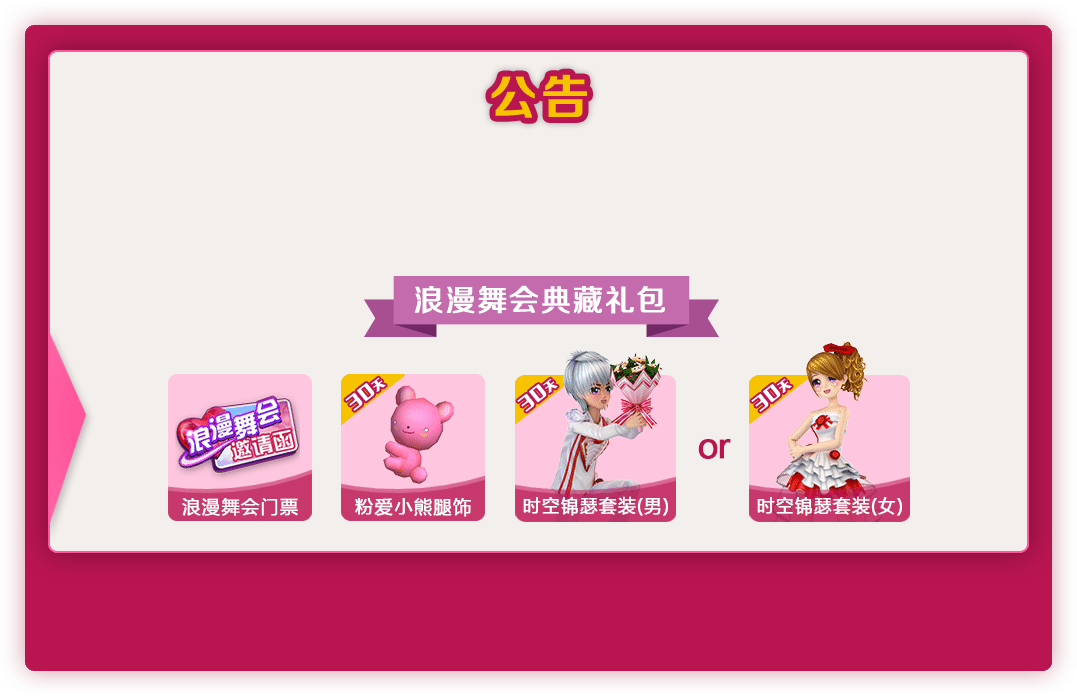 公告
浪漫舞会典藏礼包
浪漫舞会
邀请函
浪漫舞会门票
30天
粉爱小熊腿饰
30天
时空锦瑟套装(男)
or
30天
时空锦瑟套装(女)